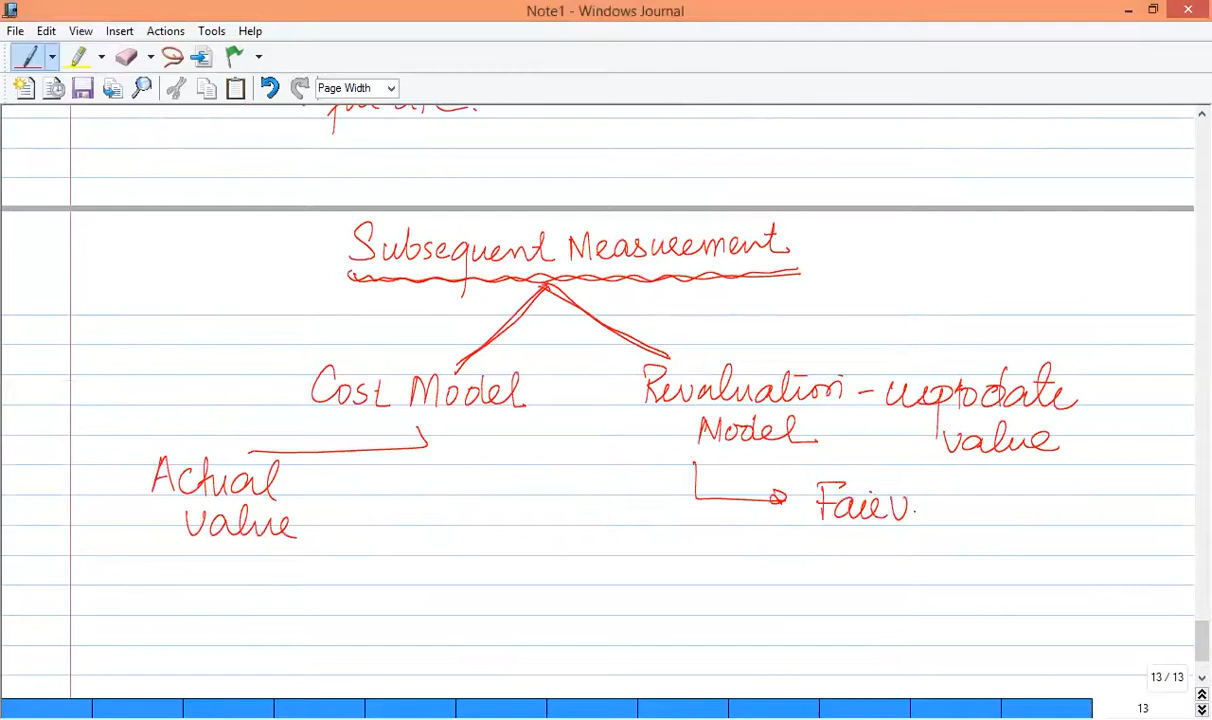 Note1 - Windows Journal
File Edit View Insert Actions Tools Help
Page Width
Subsequent Measurement
Cost Model
Revaluation - uptodate
Model
value
Actual
value
Fair v.
13 / 13
13